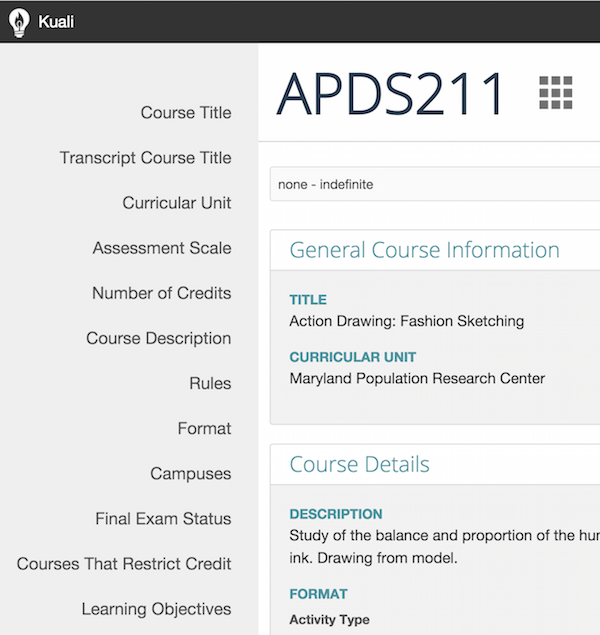 Kuali
APDS211
Course Title
Transcript Course Title
Curricular Unit
Assessment Scale
Number of Credits
Course Description
Rules
Format
Campuses
Final Exam Status
Courses That Restrict Credit
Learning Objectives
none - indefinite
General Course Information
TITLE
Action Drawing: Fashion Sketching
CURRICULAR UNIT
Maryland Population Research Center
Course Details
DESCRIPTION
Study of the balance and proportion of the hu
ink. Drawing from model.
FORMAT
Activity Type